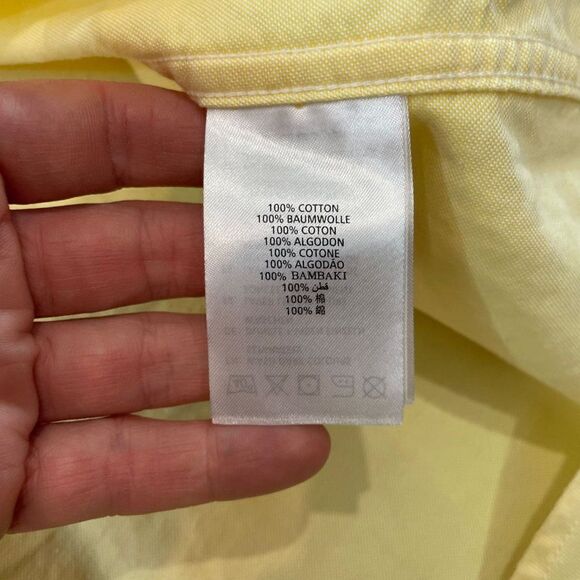 100% COTTON
100% BAUMWOLLE
100% COTON
100% ALGODON
100% COTONE
100% ALGODÃO
100% BAMBAKI
100% قطن
100% 棉
100% 綿